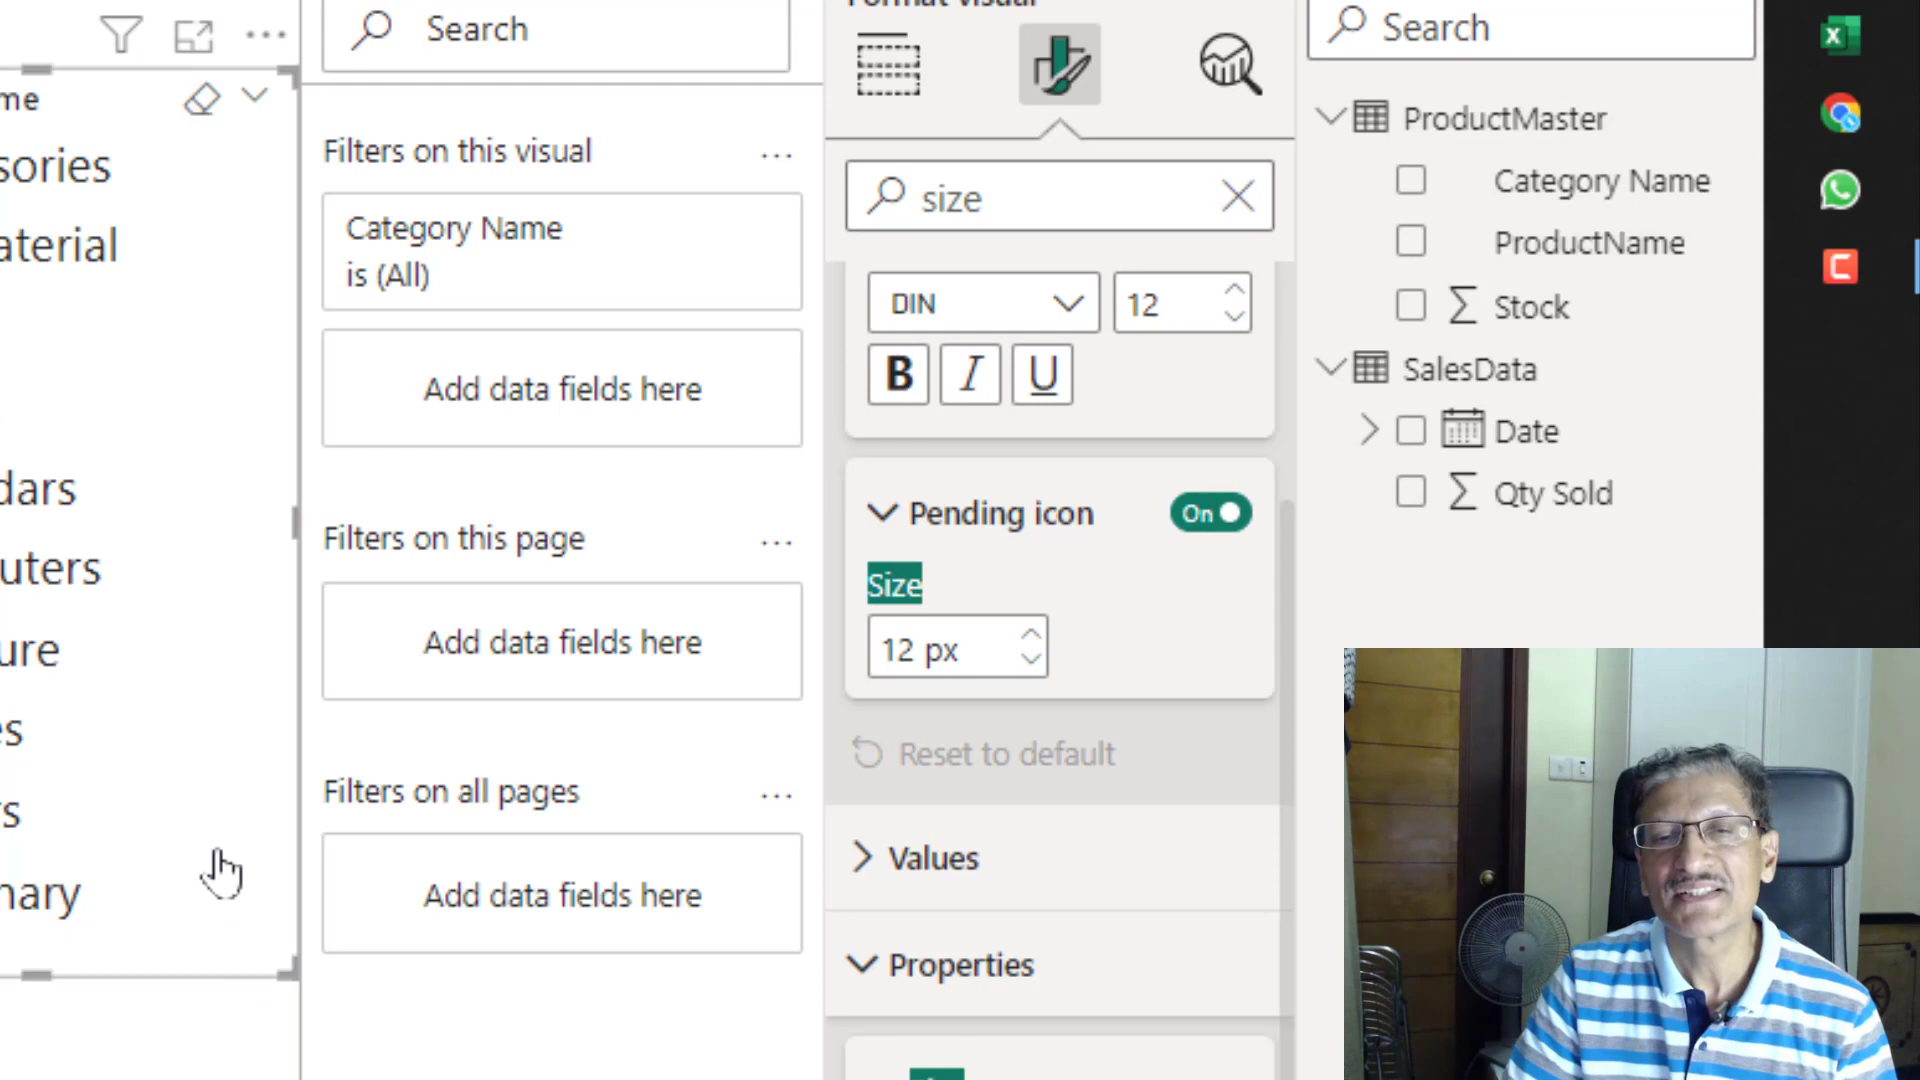 me
sories
aterial
dars
uters
ure
es
rs
nary
Search
Filters on this visual
Category Name
is (All)
Add data fields here
Filters on this page
Add data fields here
Filters on all pages
Add data fields here
size
DIN
12
B I U
Pending icon
On
Size
12 px
Reset to default
Values
Properties
Search
ProductMaster
Category Name
ProductName
Stock
SalesData
Date
Qty Sold